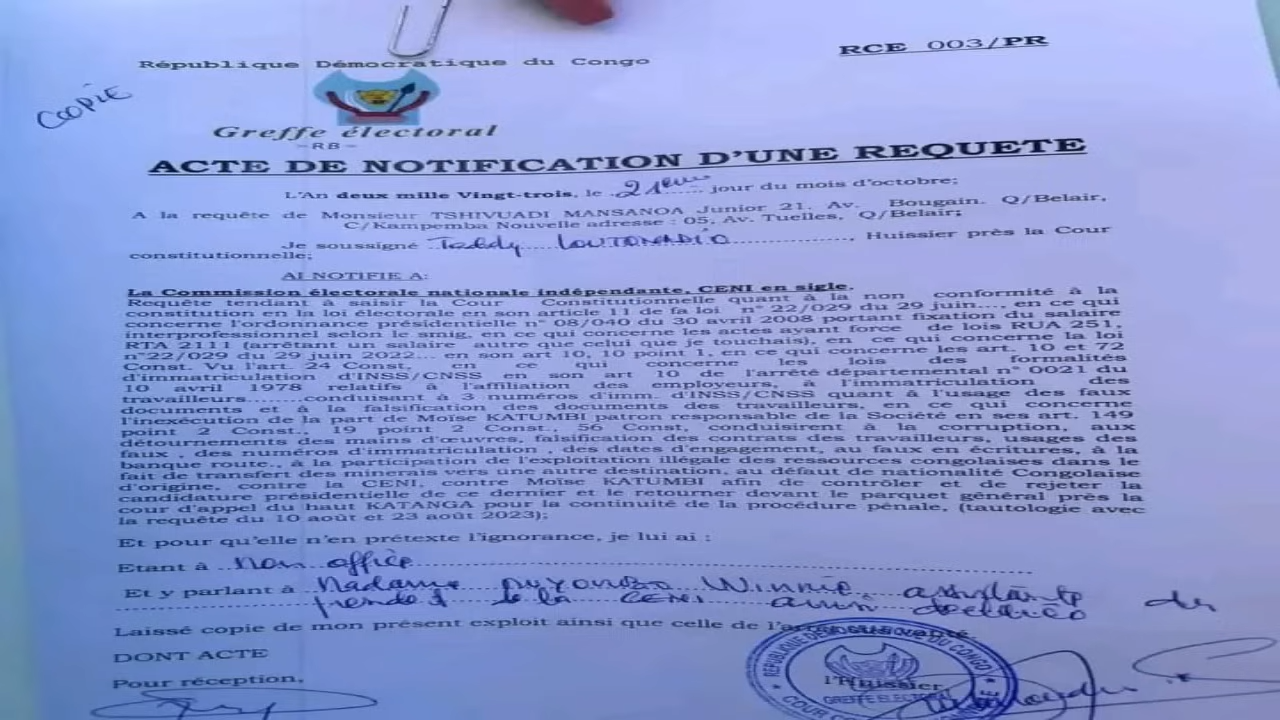 RCE 003/PR
République Démocratique du Congo
COOPIE
Greffe électoral
-RB-
ACTE DE NOTIFICATION D'UNE REQUETE
L'An deux mille Vingt-trois, le 21eme jour du mois d'octobre;
A la requête de Monsieur TSHIVUADI MANSANOA Junior 21, Av. Bougain. Q/Belair,
C/Kampemba Nouvelle adresse : 05, Av. Tuelles, Q/Belair;
Je soussigné Teddy, Huissier près la Cour
constitutionnelle;
AI NOTIFIE A:
La Commission électorale nationale indépendante, CENI en sigle.
Requête tendant à saisir la Cour Constitutionnelle quant à la non conformité à la
constitution en la loi électorale en son article 11 de fa loi n° 22/029 du 29 juin.... en ce qui
concerne l'ordonnance présidentielle n° 08/040 du 30 avril 2008 portant fixation du salaire
interprofessionnel selon le smig, en ce qui concerne les actes ayant force de lois RUA 251,
RTA 2111 (arrêtant un salaire autre que celui que je touchais), en ce qui concerne la loi
n°22/029 du 29 juin 2022... en son art 10, 10 point 1, en ce qui concerne les art. 10 et 72
Const. Vu l'art. 24 Const, en ce qui concerne les lois des formalités
d'immatriculation d'INSS/CNSS en son art 10 de l'arrêté départemental n° 0021 du
10 avril 1978 relatifs à l'affiliation des employeurs, à l'immatriculation des
travailleurs........conduisant à 3 numéros d'imm. d'INSS/CNSS quant à l'usage des faux
documents et à la falsification des documents des travailleurs, en ce qui concerne
l'inexécution de la part de Moïse KATUMBI patron responsable de la Société en ses art. 149
point 2 Const., 19 point 2 Const., 56 Const, conduisirent à la corruption, aux
détournements des mains d'œuvres, falsification des contrats des travailleurs, usages des
faux , des numéros d'immatriculation , des dates d'engagement, au faux en écritures, à la
banque route., à la participation de l'exploitation illégale des ressources congolaises dans le
fait de transfert des minerais vers une autre destination, au défaut de nationalité Congolaise
d'origine, contre la CENI, contre Moïse KATUMBI afin de contrôler et de rejeter la
candidature présidentielle de ce dernier et le retourner devant le parquet général près la
cour d'appel du haut KATANGA pour la continuité de la procédure pénale, (tautologie avec
la requête du 10 août et 23 août 2023);
Et pour qu'elle n'en prétexte l'ignorance, je lui ai :
Etant à mon office
Et y parlant à Madame Winnie, assistante de
la CENI ainsi déclarée
Laissé copie de mon présent exploit ainsi que celle de
DONT ACTE
Pour réception,
l'Huissier
REPUBLIQUE DEMOCRATIQUE DU CONGO
GREFFE ELECTORAL